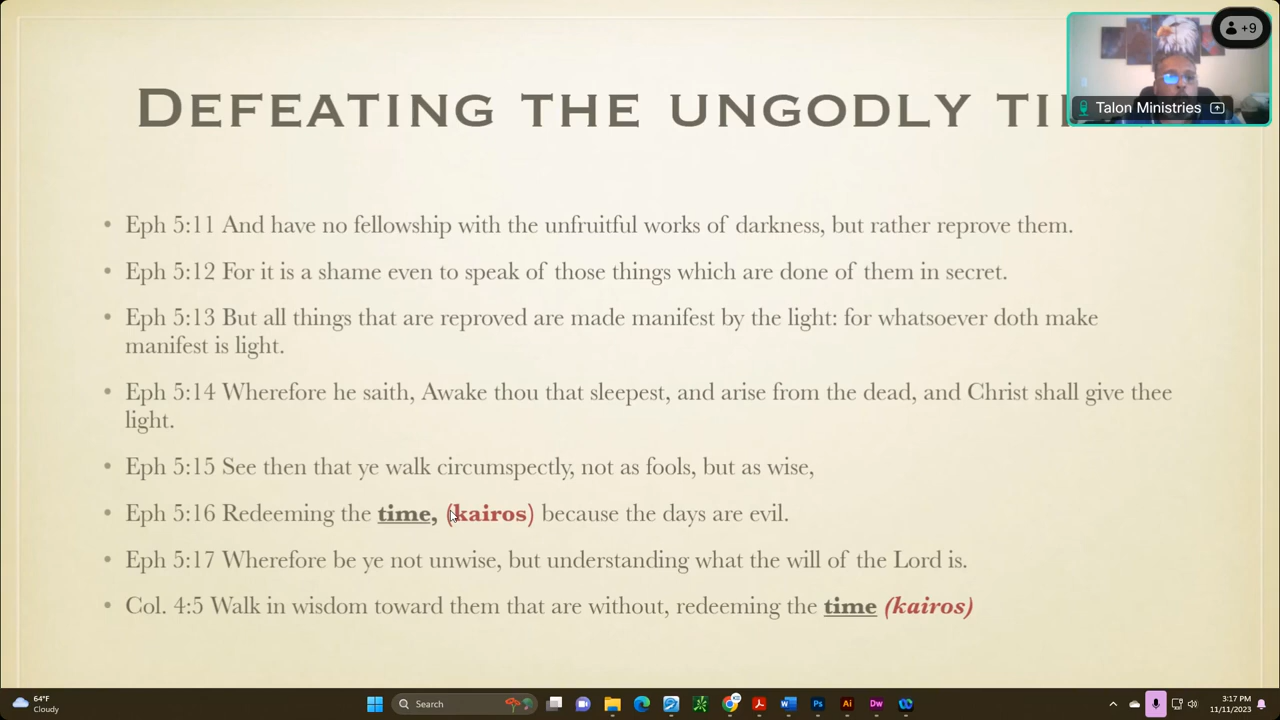 +9
Talon Ministries
DEFEATING THE UNGODLY
Eph 5:11 And have no fellowship with the unfruitful works of darkness, but rather reprove them.
Eph 5:12 For it is a shame even to speak of those things which are done of them in secret.
Eph 5:13 But all things that are reproved are made manifest by the light: for whatsoever doth make
manifest is light.
Eph 5:14 Wherefore he saith, Awake thou that sleepest, and arise from the dead, and Christ shall give thee
light.
Eph 5:15 See then that ye walk circumspectly, not as fools, but as wise,
Eph 5:16 Redeeming the time, (kairos) because the days are evil.
Eph 5:17 Wherefore be ye not unwise, but understanding what the will of the Lord is.
Col. 4:5 Walk in wisdom toward them that are without, redeeming the time (kairos)
64°F
Cloudy
Search
3:17 PM
11/11/2023